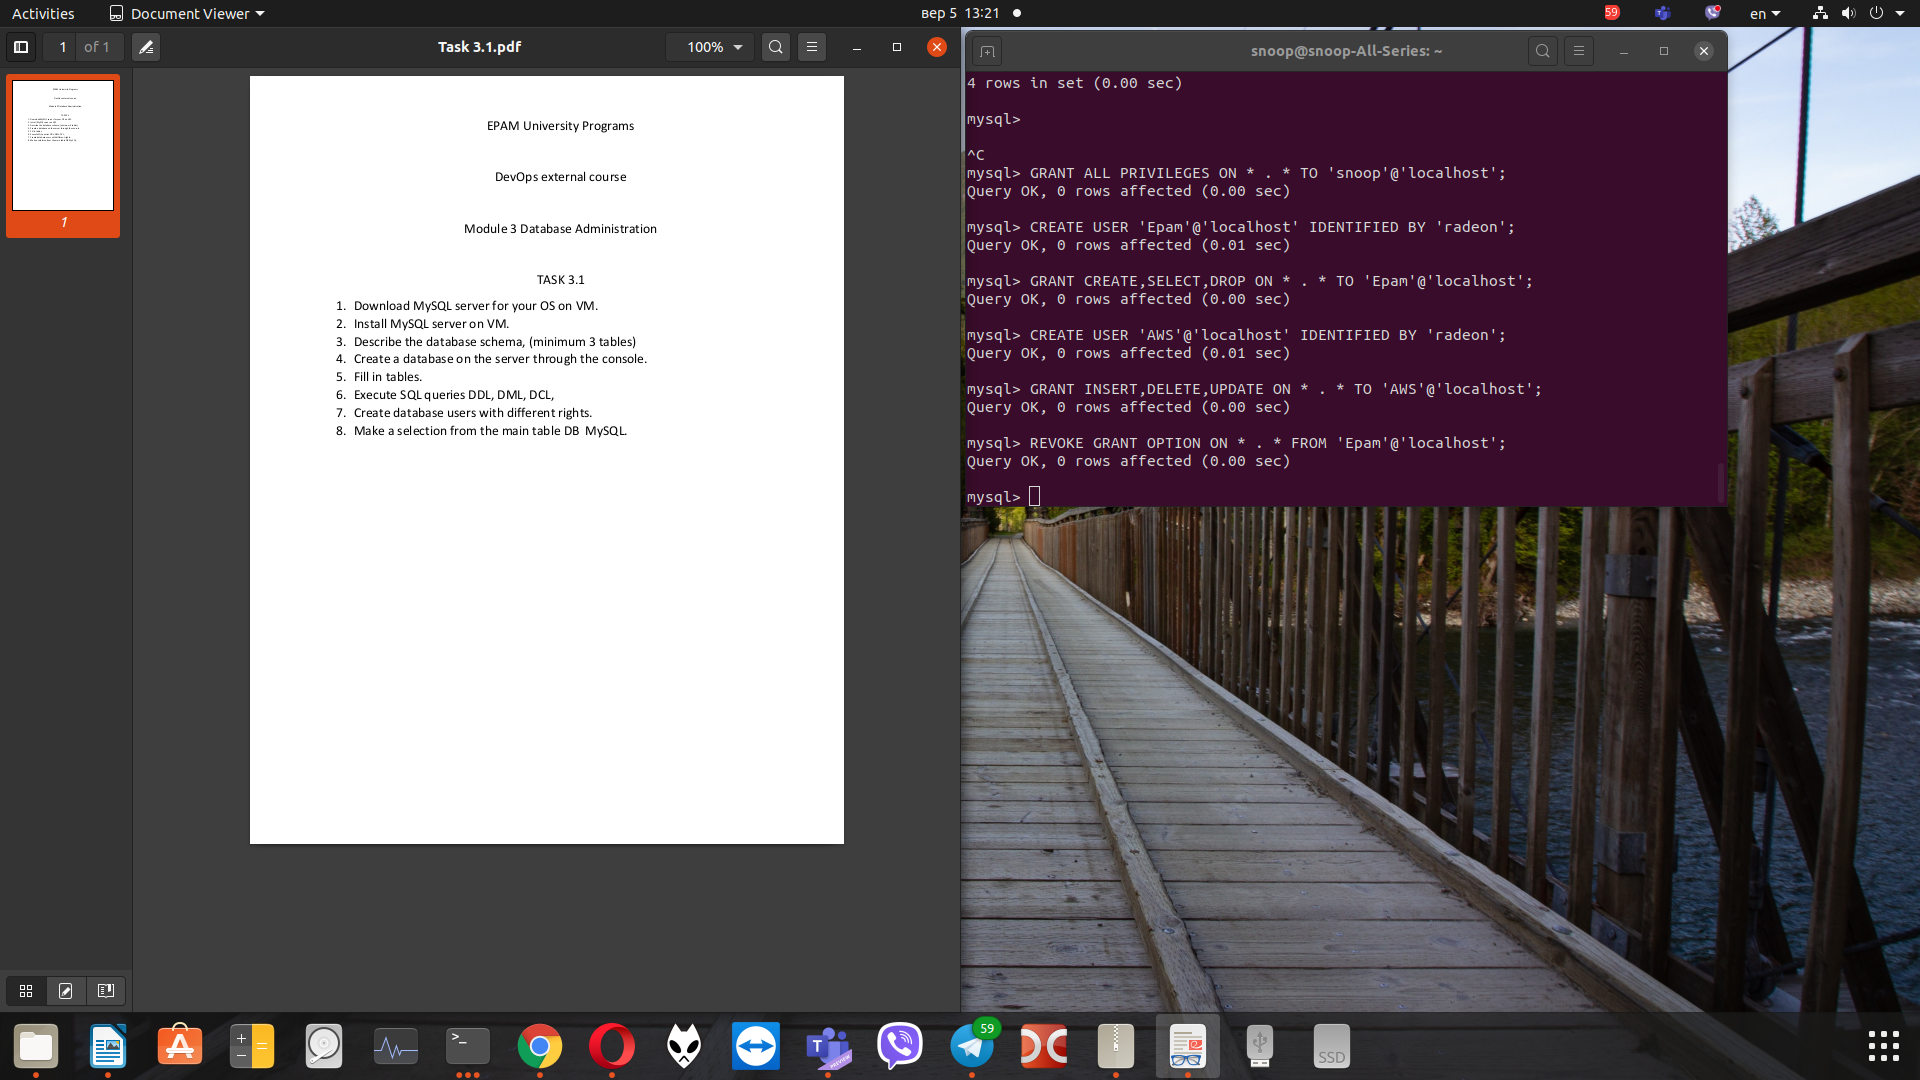 Activities
Document Viewer
вер 5 13:21
59
en
1 of 1
Task 3.1.pdf
100%
1
EPAM University Programs
DevOps external course
Module 3 Database Administration
TASK 3.1
1. Download MySQL server for your OS on VM.
2. Install MySQL server on VM.
3. Describe the database schema, (minimum 3 tables)
4. Create a database on the server through the console.
5. Fill in tables.
6. Execute SQL queries DDL, DML, DCL,
7. Create database users with different rights.
8. Make a selection from the main table DB MySQL.
snoop@snoop-All-Series: ~
4 rows in set (0.00 sec)
mysql>
^C
mysql> GRANT ALL PRIVILEGES ON * . * TO 'snoop'@'localhost';
Query OK, 0 rows affected (0.00 sec)
mysql> CREATE USER 'Epam'@'localhost' IDENTIFIED BY 'radeon';
Query OK, 0 rows affected (0.01 sec)
mysql> GRANT CREATE,SELECT,DROP ON * . * TO 'Epam'@'localhost';
Query OK, 0 rows affected (0.00 sec)
mysql> CREATE USER 'AWS'@'localhost' IDENTIFIED BY 'radeon';
Query OK, 0 rows affected (0.01 sec)
mysql> GRANT INSERT,DELETE,UPDATE ON * . * TO 'AWS'@'localhost';
Query OK, 0 rows affected (0.00 sec)
mysql> REVOKE GRANT OPTION ON * . * FROM 'Epam'@'localhost';
Query OK, 0 rows affected (0.00 sec)
mysql>
>_
T
PREVIEW
59
SSD